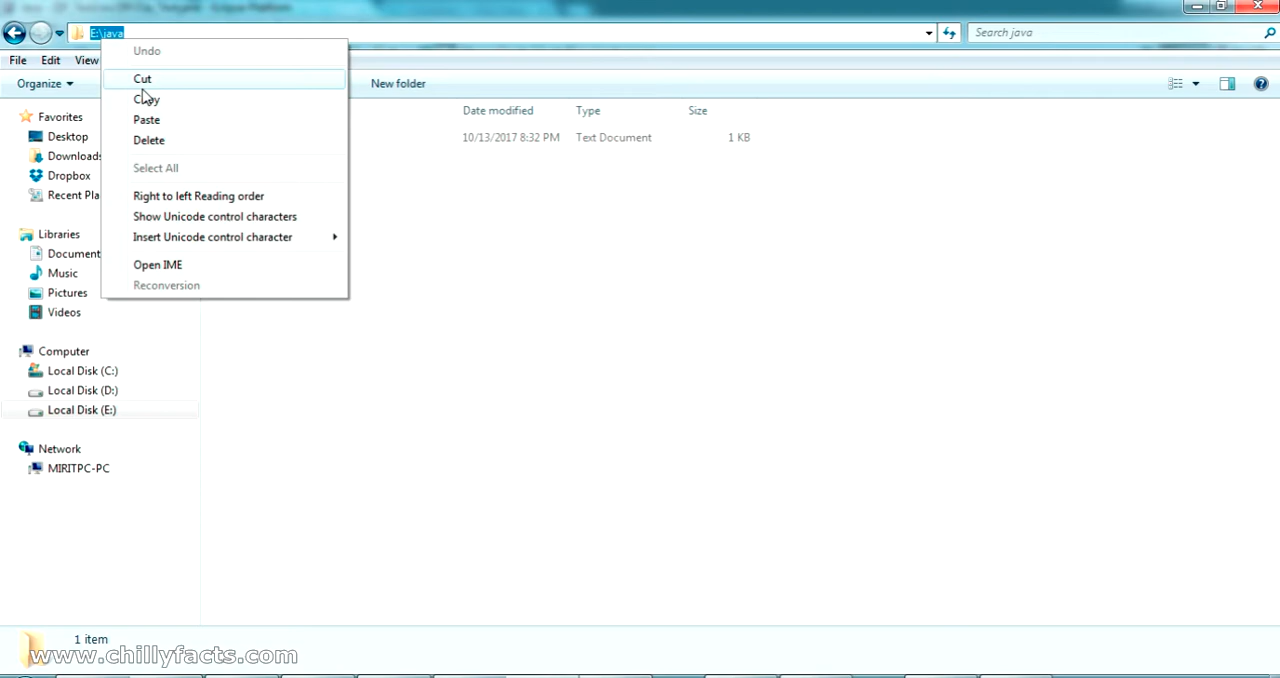 E:\java
Search java
File Edit View
Organize
New folder
Undo
Cut
Copy
Paste
Delete
Select All
Right to left Reading order
Show Unicode control characters
Insert Unicode control character
Open IME
Reconversion
Date modified Type Size
10/13/2017 8:32 PM Text Document 1 KB
Favorites
Desktop
Downloads
Dropbox
Recent Pla
Libraries
Document
Music
Pictures
Videos
Computer
Local Disk (C:)
Local Disk (D:)
Local Disk (E:)
Network
MIRITPC-PC
1 item
www.chillyfacts.com